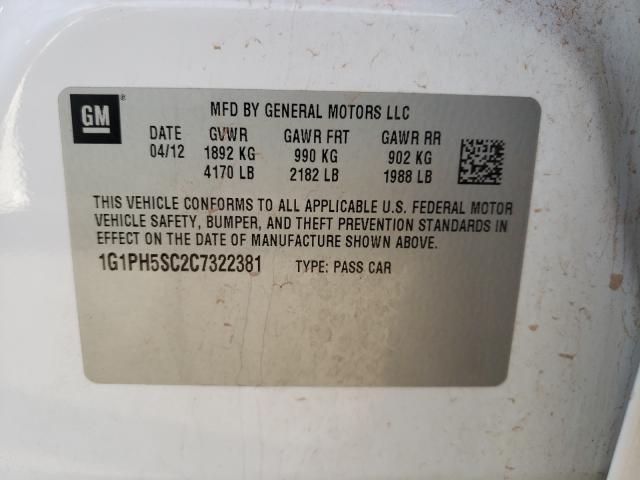 GM ®
MFD BY GENERAL MOTORS LLC
DATE GVWR GAWR FRT GAWR RR
04/12 1892 KG 990 KG 902 KG
4170 LB 2182 LB 1988 LB
THIS VEHICLE CONFORMS TO ALL APPLICABLE U.S. FEDERAL MOTOR
VEHICLE SAFETY, BUMPER, AND THEFT PREVENTION STANDARDS IN
EFFECT ON THE DATE OF MANUFACTURE SHOWN ABOVE.
1G1PH5SC2C7322381 TYPE: PASS CAR